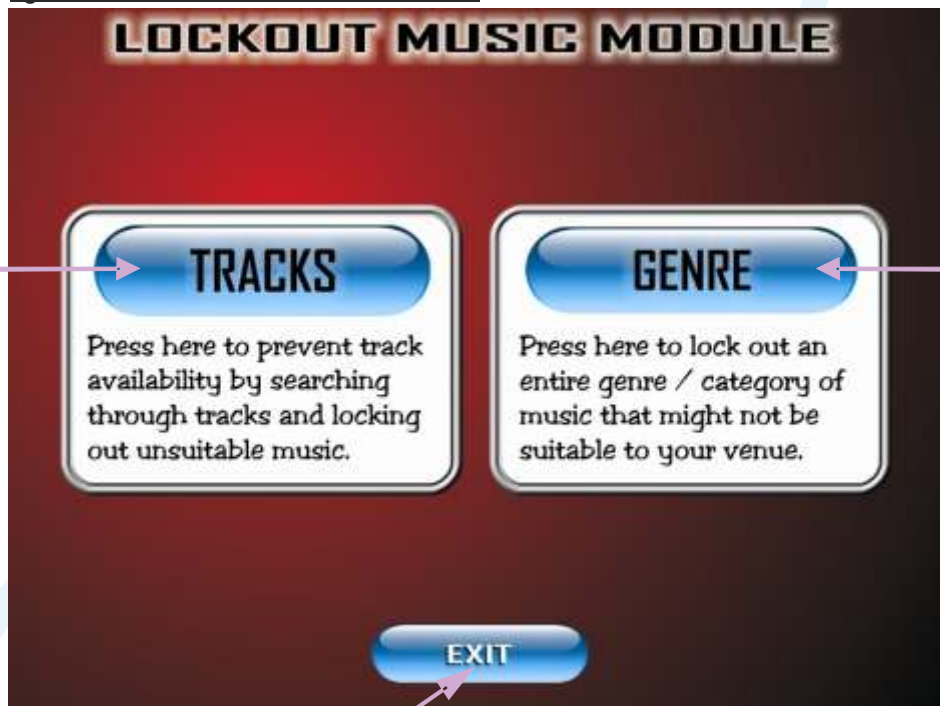 LOCKOUT MUSIC MODULE
TRACKS
Press here to prevent track
availability by searching
through tracks and locking
out unsuitable music.
GENRE
Press here to lock out an
entire genre / category of
music that might not be
suitable to your venue.
EXIT